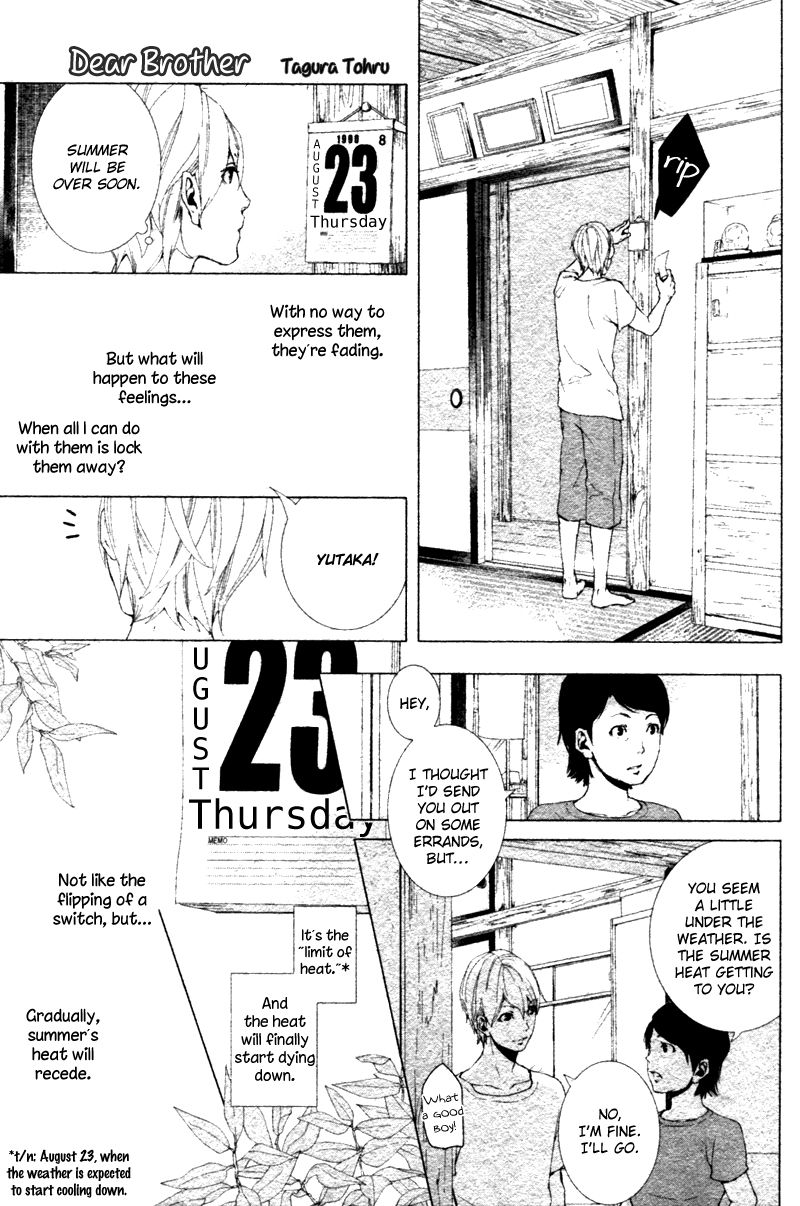 Dear Brother
Tagura Tohru
rip
SUMMER
WILL BE
OVER SOON.
1990 8
AUGUST
23
Thursday
With no way to
express them,
they're fading.
But what will
happen to these
feelings...
When all I can do
with them is lock
them away?
YUTAKA!
HEY,
I THOUGHT
I'D SEND
YOU OUT
ON SOME
ERRANDS,
BUT...
YOU SEEM
A LITTLE
UNDER THE
WEATHER. IS
THE SUMMER
HEAT GETTING
TO YOU?
NO,
I'M FINE.
I'LL GO.
What
a GOOD
BOY!
UGUST
23
Thursday
MEMO
It's the
"limit of
heat."*
And
the heat
will finally
start dying
down.
Not like the
flipping of a
switch, but...
Gradually,
summer's
heat will
recede.
*t/n: August 23, when
the weather is expected
to start cooling down.